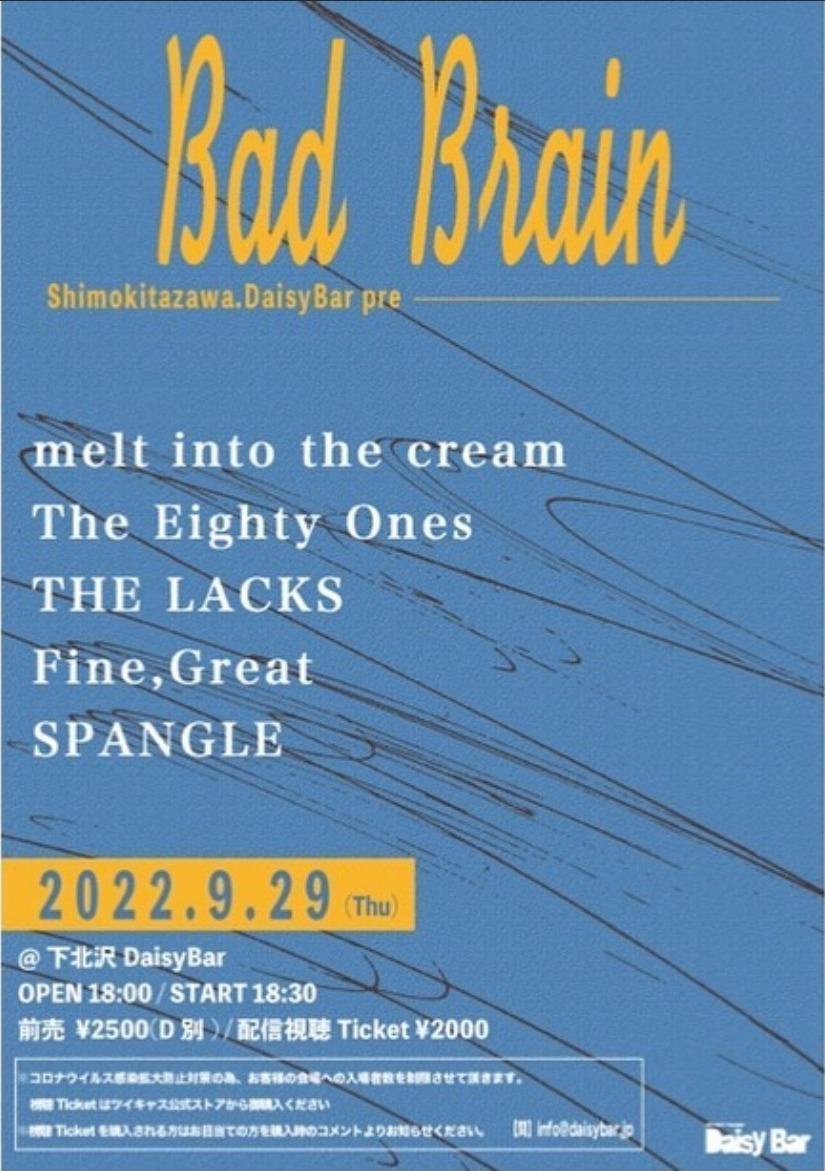 Bad Brain
Shimokitazawa.DaisyBar pre
melt into the cream
The Eighty Ones
THE LACKS
Fine,Great
SPANGLE
2022.9.29 (Thu)
@ 下北沢 DaisyBar
OPEN 18:00 / START 18:30
前売 ¥2500(D 別 ) / 配信視聴 Ticket ¥2000
※コロナウイルス感染拡大防止対策の為、お客様の会場への入場者数を制限させて頂きます。
視聴 Ticket はツイキャス公式ストアから御購入ください
※視聴 Ticket を購入される方はお目当ての方を購入時のコメントよりお知らせください。 【問】 info@daisybar.jp
Daisy Bar